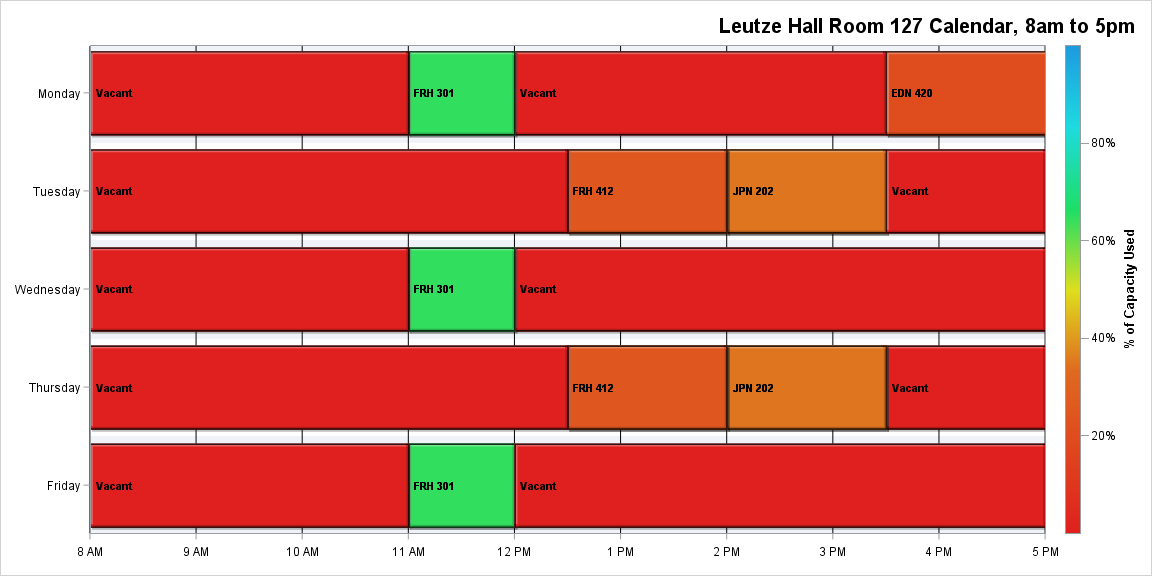 Leutze Hall Room 127 Calendar, 8am to 5pm
Monday
Vacant
FRH 301
Vacant
EDN 420
Tuesday
Vacant
FRH 412
JPN 202
Vacant
Wednesday
Vacant
FRH 301
Vacant
Thursday
Vacant
FRH 412
JPN 202
Vacant
Friday
Vacant
FRH 301
Vacant
8 AM
9 AM
10 AM
11 AM
12 PM
1 PM
2 PM
3 PM
4 PM
5 PM
80%
60%
40%
20%
% of Capacity Used